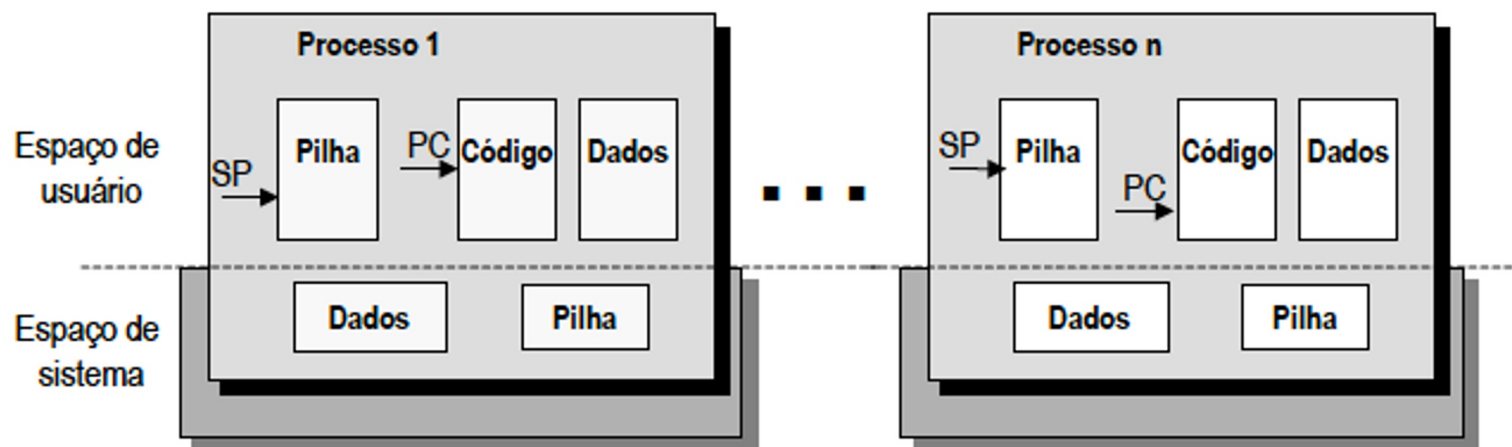 Processo 1
Processo n
Espaço de
usuário
SP
Pilha
PC
Código
Dados
SP
Pilha
PC
Código
Dados
Espaço de
sistema
Dados
Pilha
Dados
Pilha